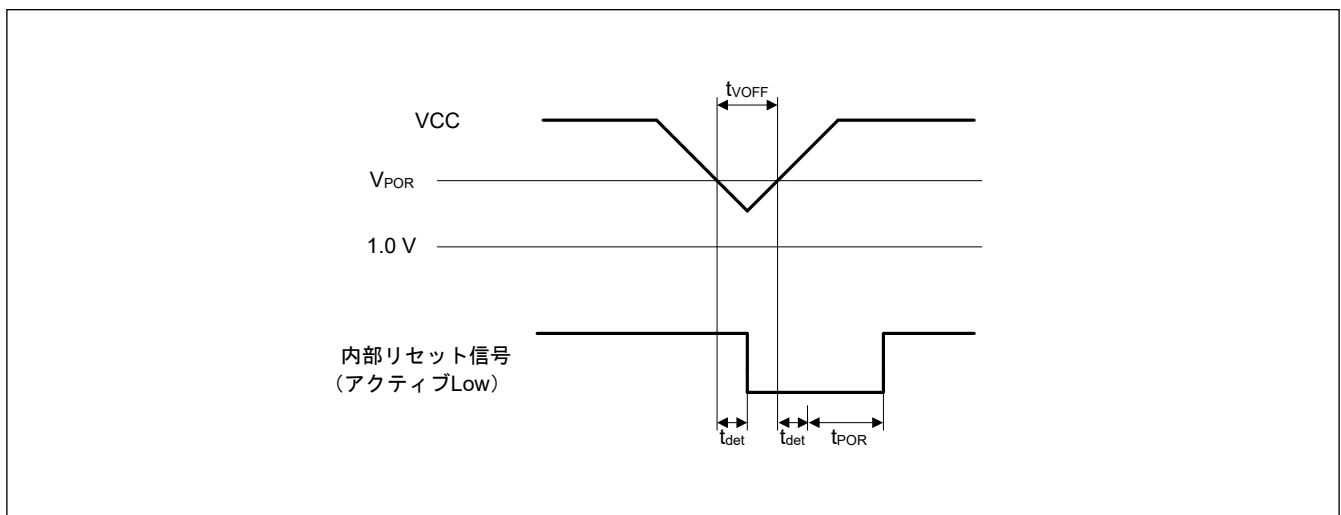 tVOFF
VCC
VPOR
1.0 V
内部リセット信号
（アクティブLow）
tdet
tdet
tPOR